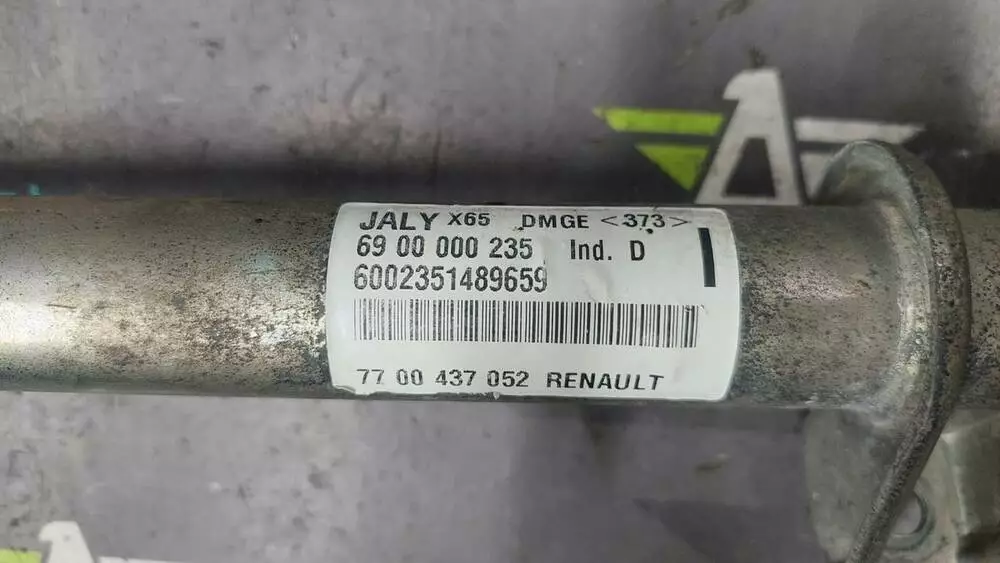 JALY X65 DMGE <373>
69 00 000 235 Ind. D
6002351489659
77 00 437 052 RENAULT